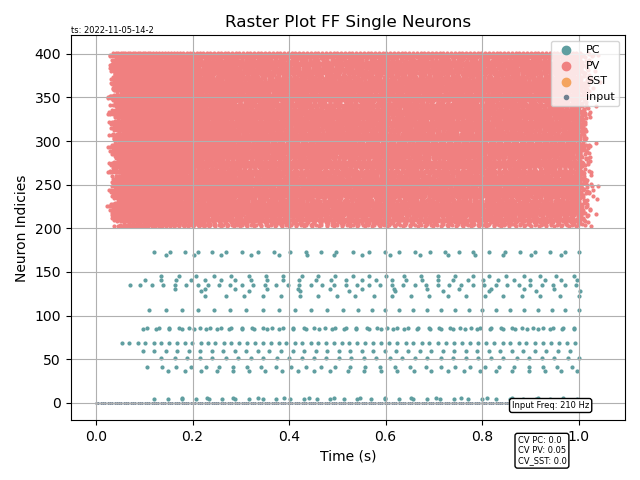 Raster Plot FF Single Neurons
ts: 2022-11-05-14-2
PC
PV
SST
input
400
350
300
250
200
150
100
50
0
Neuron Indicies
Input Freq: 210 Hz
0.0 0.2 0.4 0.6 0.8 1.0
Time (s)
CV PC: 0.0
CV PV: 0.05
CV_SST: 0.0